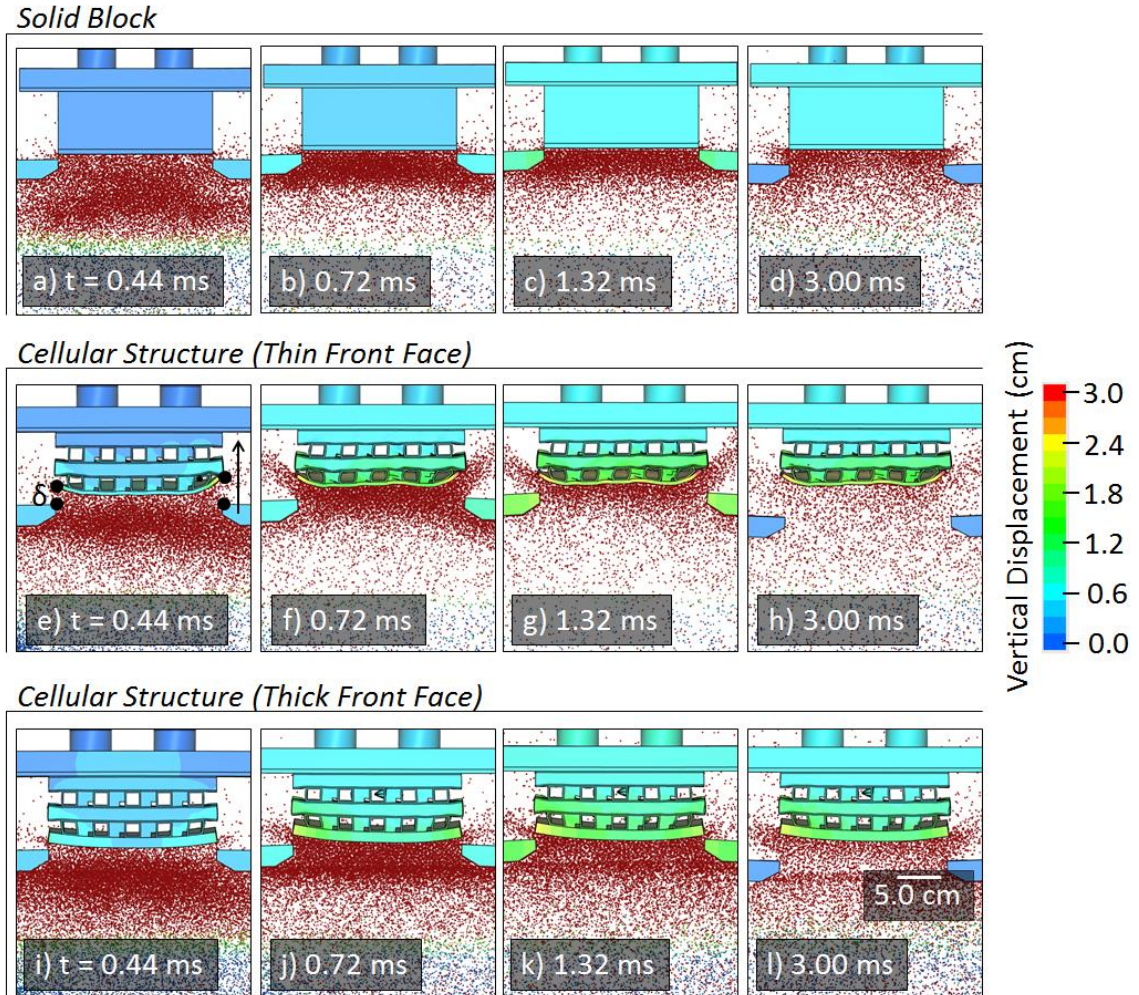 Solid Block
a) t = 0.44 ms
b) 0.72 ms
c) 1.32 ms
d) 3.00 ms
Cellular Structure (Thin Front Face)
δ
e) t = 0.44 ms
f) 0.72 ms
g) 1.32 ms
h) 3.00 ms
Vertical Displacement (cm)
3.0
2.4
1.8
1.2
0.6
0.0
Cellular Structure (Thick Front Face)
5.0 cm
i) t = 0.44 ms
j) 0.72 ms
k) 1.32 ms
l) 3.00 ms